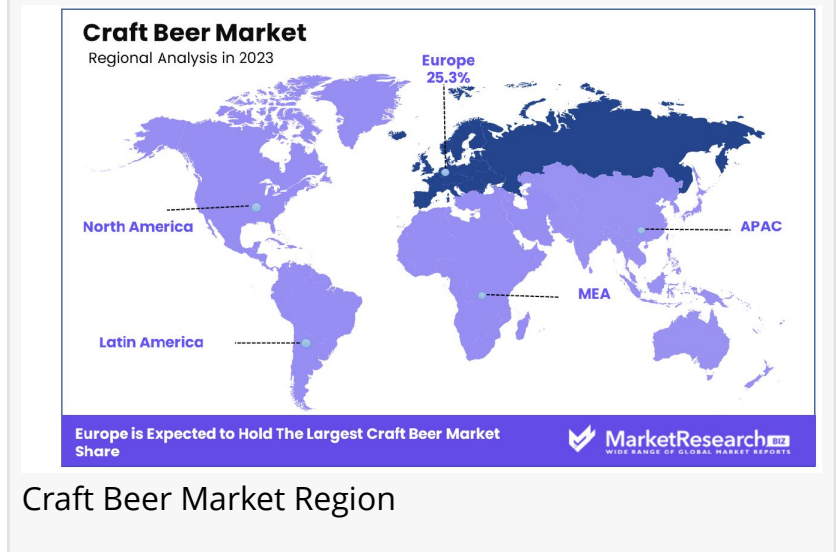 Craft Beer Market
Regional Analysis in 2023
Europe
25.3%
North America
APAC
MEA
Latin America
Europe is Expected to Hold The Largest Craft Beer Market
Share
MarketResearch BIZ
WIDE RANGE OF GLOBAL MARKET REPORTS
Craft Beer Market Region